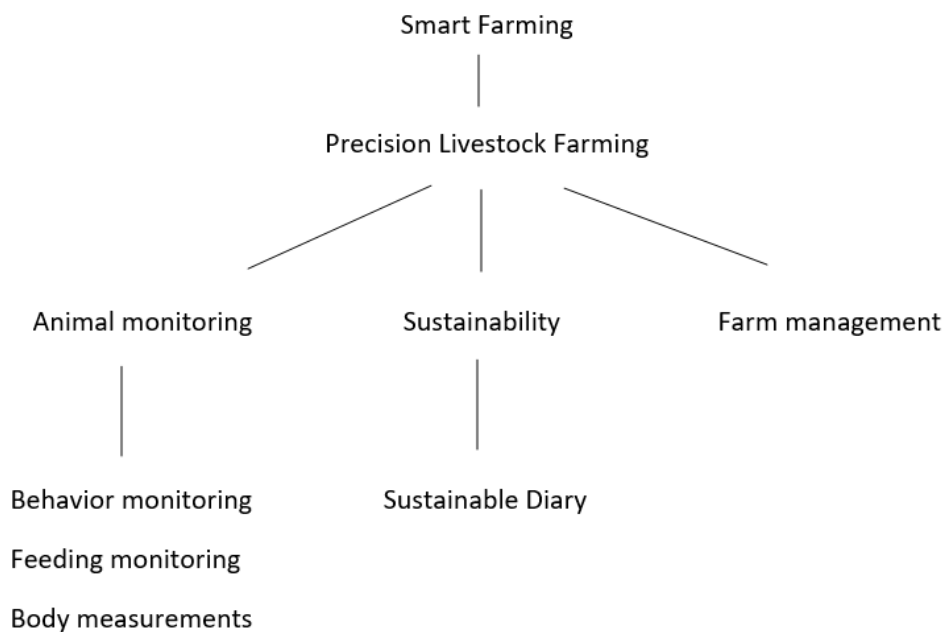 Smart Farming
Precision Livestock Farming
Animal monitoring
Sustainability
Farm management
Behavior monitoring
Sustainable Diary
Feeding monitoring
Body measurements